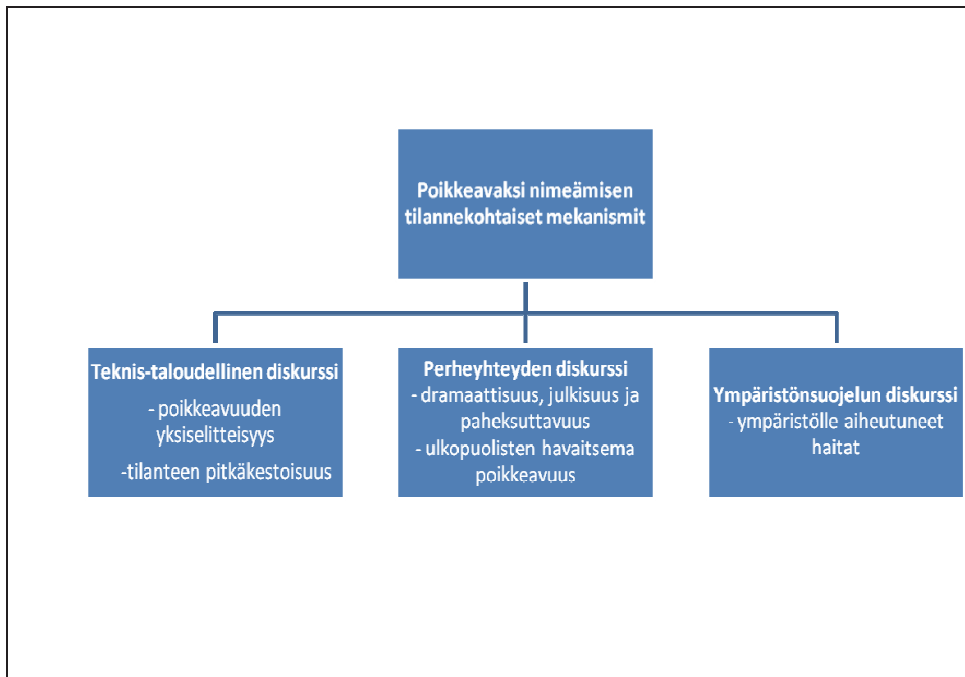 Poikkeavaksi nimeämisen
tilannekohtaiset mekanismit
Teknis-taloudellinen diskurssi
- poikkeavuuden
yksiselitteisyys
-tilanteen pitkäkestoisuus
Perheyhteyden diskurssi
- dramaattisuus, julkisuus ja
paheksuttavuus
- ulkopuolisten havaitsema
poikkeavuus
Ympäristönsuojelun diskurssi
- ympäristölle aiheutuneet
haitat